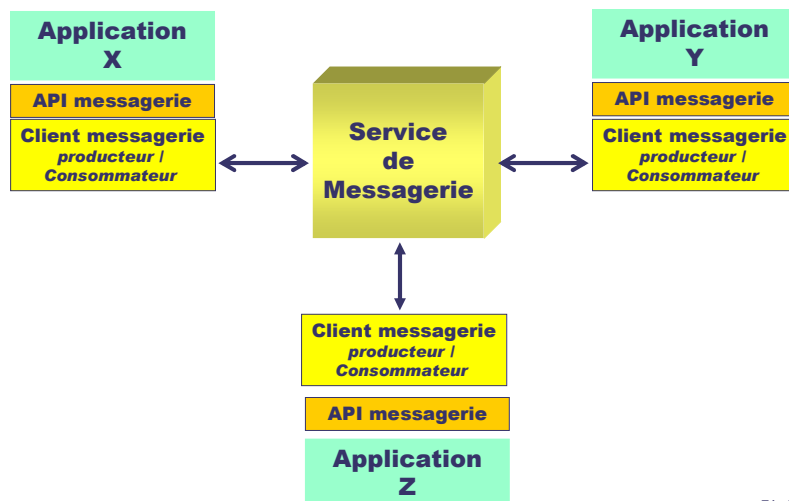 Application
X
API messagerie
Client messagerie
producteur /
Consommateur
Service
de
Messagerie
Application
Y
API messagerie
Client messagerie
producteur /
Consommateur
Client messagerie
producteur /
Consommateur
API messagerie
Application
Z